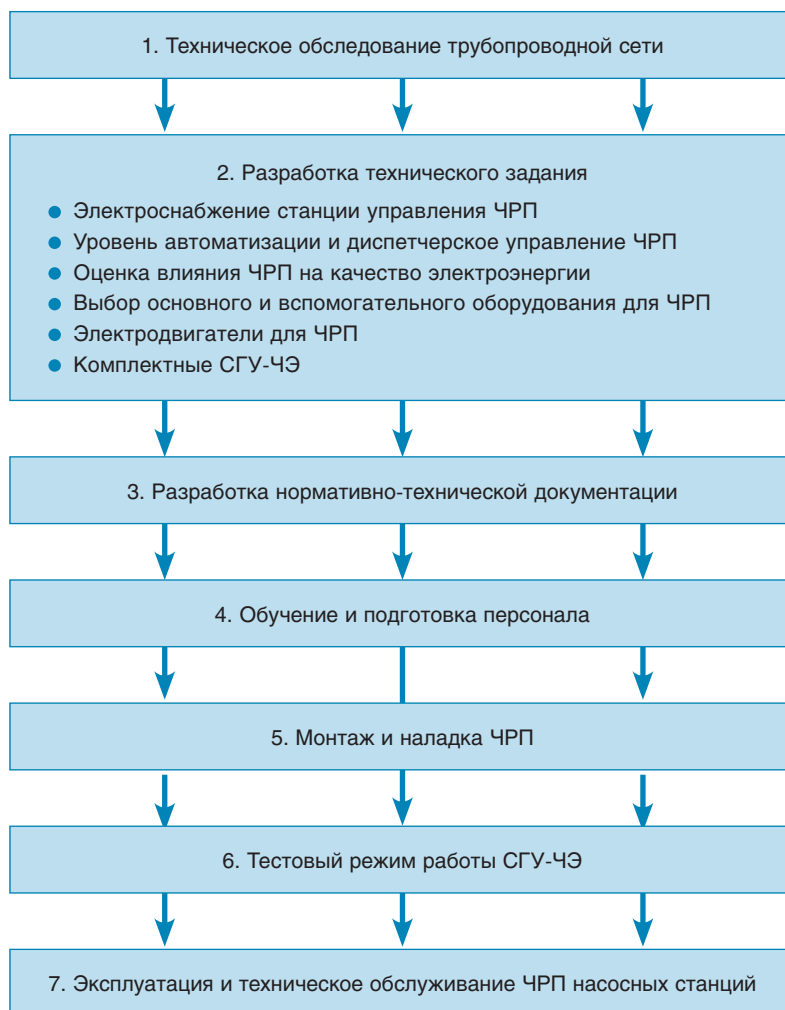 1. Техническое обследование трубопроводной сети
2. Разработка технического задания
● Электроснабжение станции управления ЧРП
● Уровень автоматизации и диспетчерское управление ЧРП
● Оценка влияния ЧРП на качество электроэнергии
● Выбор основного и вспомогательного оборудования для ЧРП
● Электродвигатели для ЧРП
● Комплектные СГУ-ЧЭ
3. Разработка нормативно-технической документации
4. Обучение и подготовка персонала
5. Монтаж и наладка ЧРП
6. Тестовый режим работы СГУ-ЧЭ
7. Эксплуатация и техническое обслуживание ЧРП насосных станций